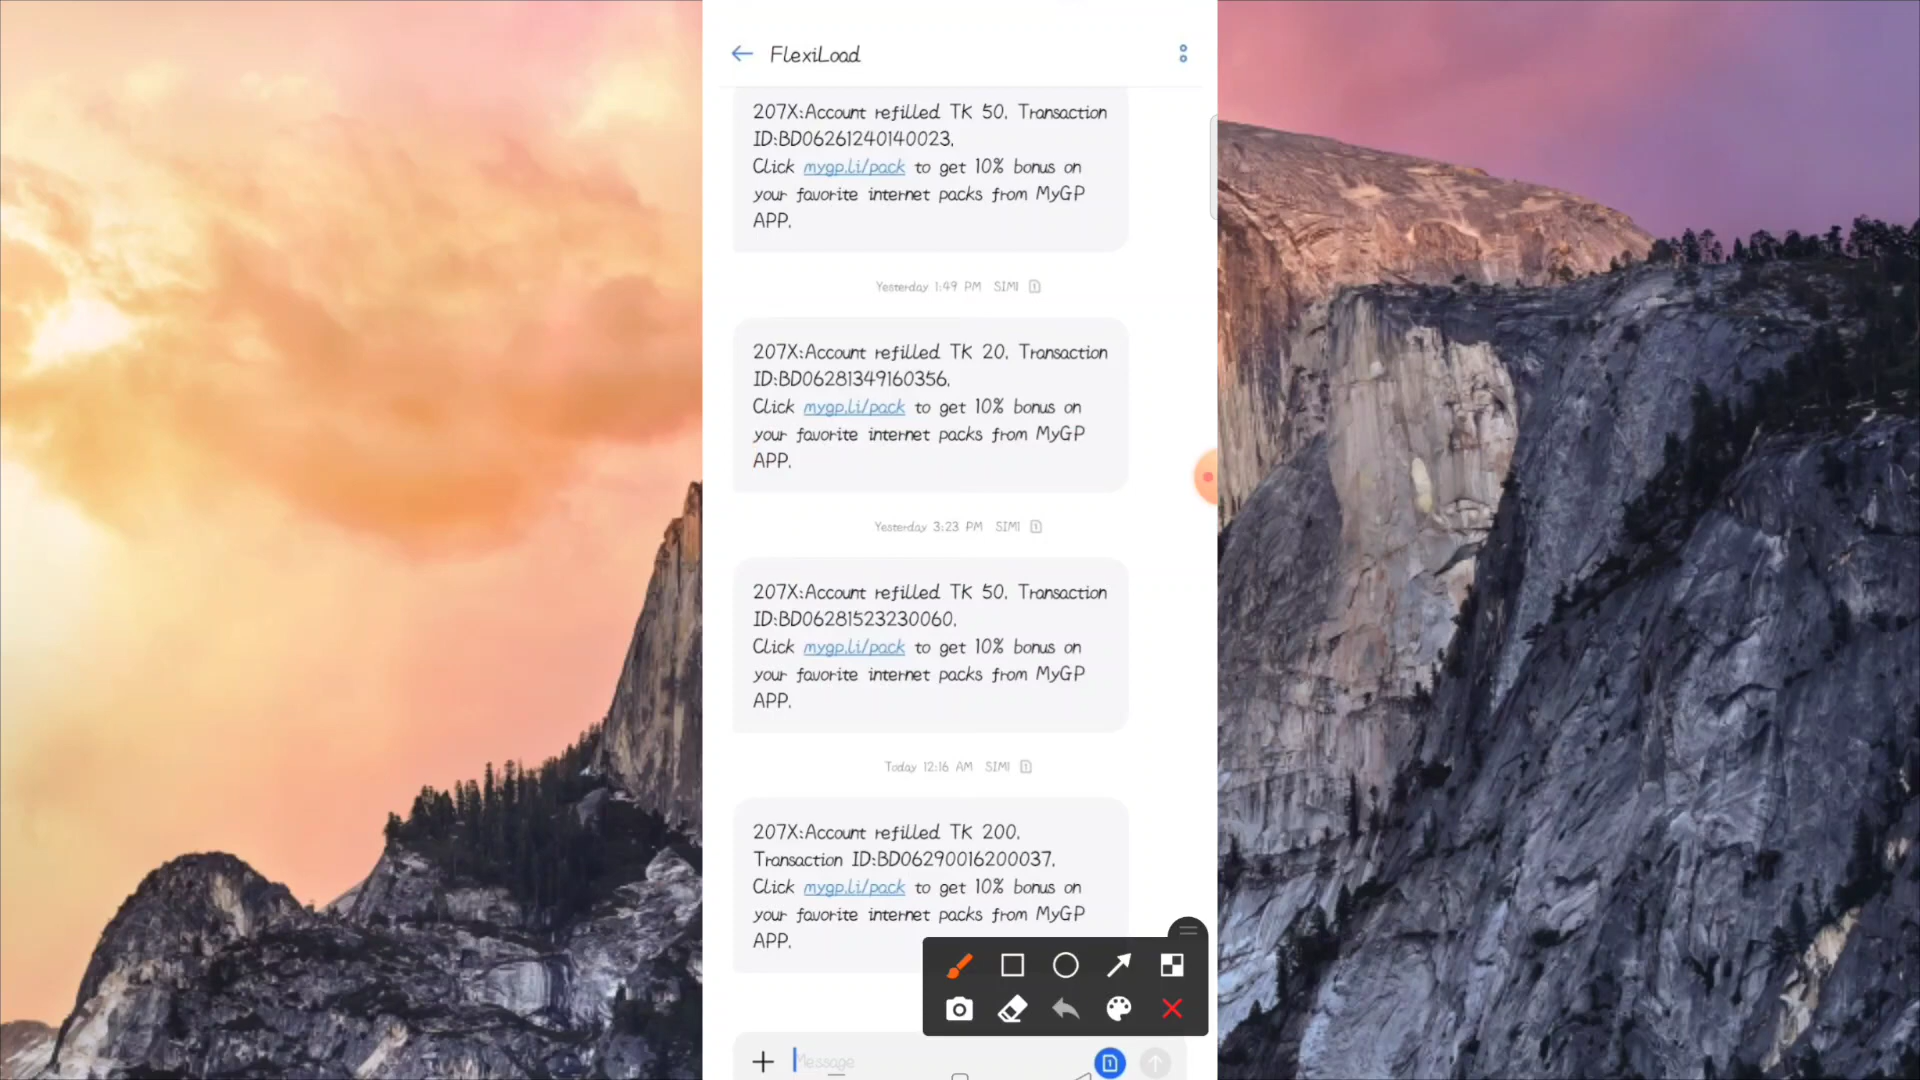 FlexiLoad
207X:Account refilled TK 50. Transaction
ID:BD06261240140023.
Click mygp.li/pack to get 10% bonus on
your favorite internet packs from MyGP
APP.
Yesterday 1:49 PM SIM1 1
207X:Account refilled TK 20. Transaction
ID:BD06281349160356.
Click mygp.li/pack to get 10% bonus on
your favorite internet packs from MyGP
APP.
Yesterday 3:23 PM SIM1 1
207X:Account refilled TK 50. Transaction
ID:BD06281523230060.
Click mygp.li/pack to get 10% bonus on
your favorite internet packs from MyGP
APP.
Today 12:16 AM SIM1 1
207X:Account refilled TK 200.
Transaction ID:BD06290016200037.
Click mygp.li/pack to get 10% bonus on
your favorite internet packs from MyGP
APP.
Message 1